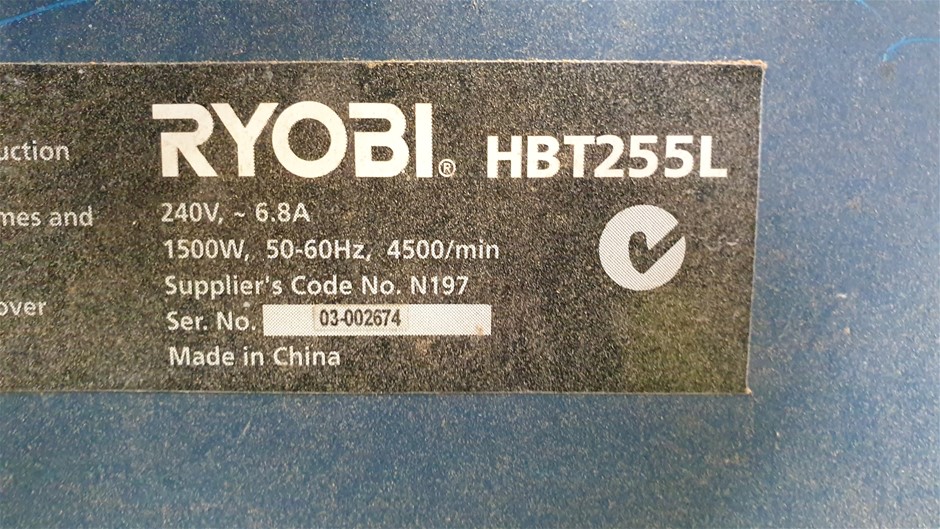 RYOBI® HBT255L
uction
mes and
over
240V, ~ 6.8A
1500W, 50-60Hz, 4500/min
Supplier's Code No. N197
Ser. No. 03-002674
Made in China